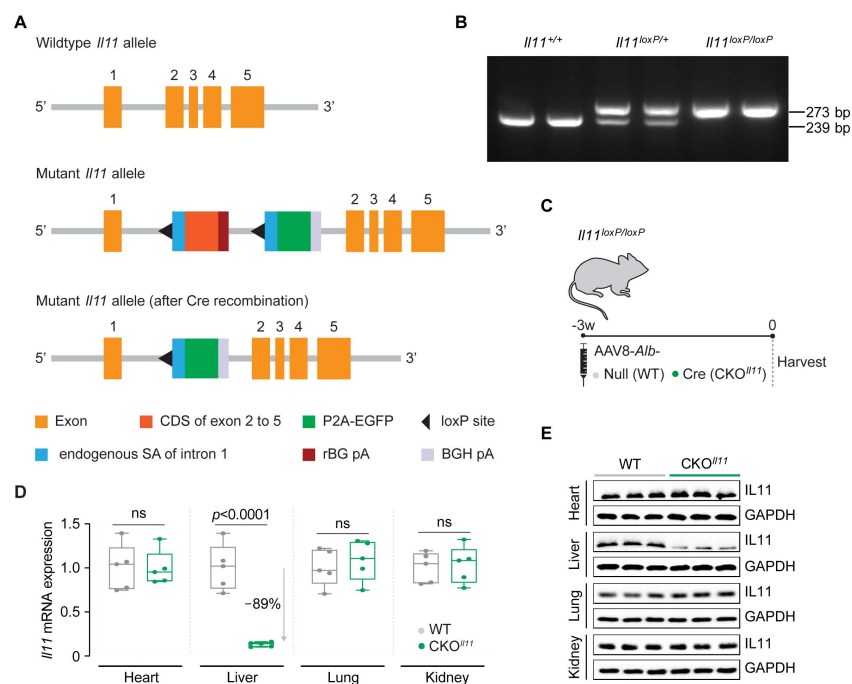 A
Wildtype Il11 allele
1 2 3 4 5
5’ 3’
Mutant Il11 allele
1 2 3 4 5
5’ 3’
Mutant Il11 allele (after Cre recombination)
1 2 3 4 5
5’ 3’
Exon CDS of exon 2 to 5 P2A-EGFP loxP site
endogenous SA of intron 1 rBG pA BGH pA
B
Il11+/+ Il11loxP/+ Il11loxP/loxP
273 bp
239 bp
C
Il11loxP/loxP
-3w 0
AAV8-Alb-
Null (WT) Cre (CKOIl11)
Harvest
D
Il11 mRNA expression
1.5
1.0
0.5
0
ns p<0.0001 ns ns
−89%
WT
CKOIl11
Heart Liver Lung Kidney
E
WT CKOIl11
Heart
IL11
GAPDH
Liver
IL11
GAPDH
Lung
IL11
GAPDH
Kidney
IL11
GAPDH